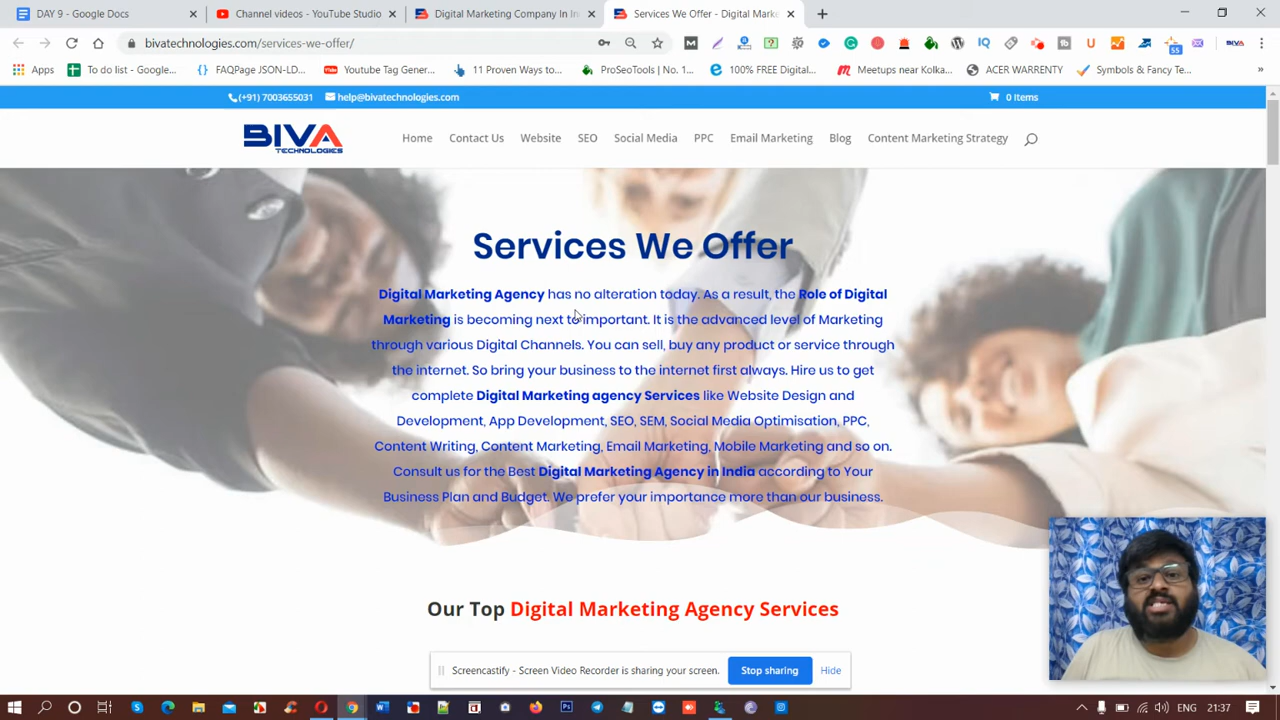 DAY 9 - Google Docs
Channel videos - YouTube Studio
Digital Marketing Company In In
Services We Offer - Digital Mark
bivatechnologies.com/services-we-offer/
Apps
To do list - Google...
FAQPage JSON-LD...
Youtube Tag Gener...
11 Proven Ways to...
ProSeoTools | No. 1...
100% FREE Digital...
Meetups near Kolka...
ACER WARRENTY
Symbols & Fancy Te...
(+91) 7003655031
help@bivatechnologies.com
0 Items
BIVA
TECHNOLOGIES
Home
Contact Us
Website
SEO
Social Media
PPC
Email Marketing
Blog
Content Marketing Strategy
Services We Offer
Digital Marketing Agency has no alteration today. As a result, the Role of Digital
Marketing is becoming next to important. It is the advanced level of Marketing
through various Digital Channels. You can sell, buy any product or service through
the internet. So bring your business to the internet first always. Hire us to get
complete Digital Marketing agency Services like Website Design and
Development, App Development, SEO, SEM, Social Media Optimisation, PPC,
Content Writing, Content Marketing, Email Marketing, Mobile Marketing and so on.
Consult us for the Best Digital Marketing Agency in India according to Your
Business Plan and Budget. We prefer your importance more than our business.
Our Top Digital Marketing Agency Services
Screencastify - Screen Video Recorder is sharing your screen.
Stop sharing
Hide
ENG
21:37